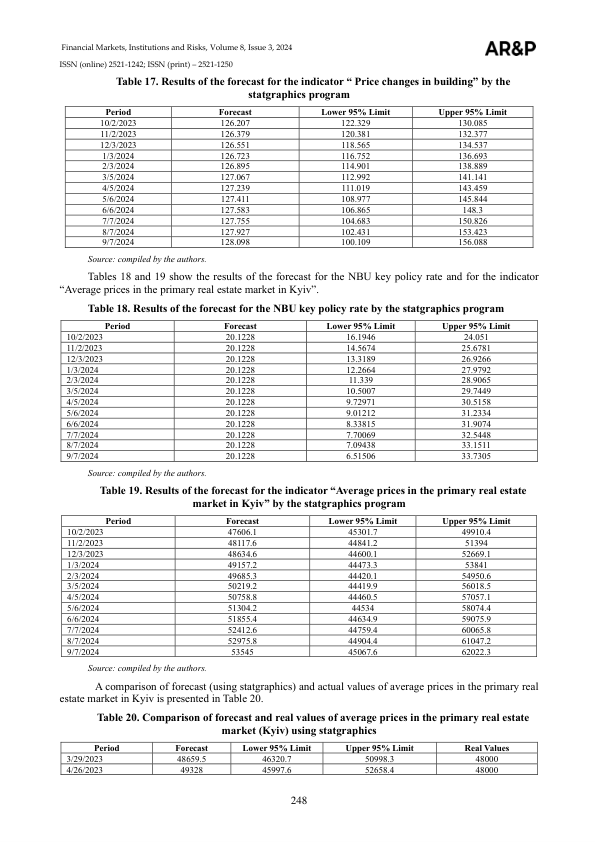 Financial Markets, Institutions and Risks, Volume 8, Issue 3, 2024
AR&P
ISSN (online) 2521-1242; ISSN (print) – 2521-1250
Table 17. Results of the forecast for the indicator “ Price changes in building” by the
statgraphics program
Period Forecast Lower 95% Limit Upper 95% Limit
10/2/2023 126.207 122.329 130.085
11/2/2023 126.379 120.381 132.377
12/3/2023 126.551 118.565 134.537
1/3/2024 126.723 116.752 136.693
2/3/2024 126.895 114.901 138.889
3/5/2024 127.067 112.992 141.141
4/5/2024 127.239 111.019 143.459
5/6/2024 127.411 108.977 145.844
6/6/2024 127.583 106.865 148.3
7/7/2024 127.755 104.683 150.826
8/7/2024 127.927 102.431 153.423
9/7/2024 128.098 100.109 156.088
Source: compiled by the authors.
Tables 18 and 19 show the results of the forecast for the NBU key policy rate and for the indicator
“Average prices in the primary real estate market in Kyiv”.
Table 18. Results of the forecast for the NBU key policy rate by the statgraphics program
Period Forecast Lower 95% Limit Upper 95% Limit
10/2/2023 20.1228 16.1946 24.051
11/2/2023 20.1228 14.5674 25.6781
12/3/2023 20.1228 13.3189 26.9266
1/3/2024 20.1228 12.2664 27.9792
2/3/2024 20.1228 11.339 28.9065
3/5/2024 20.1228 10.5007 29.7449
4/5/2024 20.1228 9.72971 30.5158
5/6/2024 20.1228 9.01212 31.2334
6/6/2024 20.1228 8.33815 31.9074
7/7/2024 20.1228 7.70069 32.5448
8/7/2024 20.1228 7.09438 33.1511
9/7/2024 20.1228 6.51506 33.7305
Source: compiled by the authors.
Table 19. Results of the forecast for the indicator “Average prices in the primary real estate
market in Kyiv” by the statgraphics program
Period Forecast Lower 95% Limit Upper 95% Limit
10/2/2023 47606.1 45301.7 49910.4
11/2/2023 48117.6 44841.2 51394
12/3/2023 48634.6 44600.1 52669.1
1/3/2024 49157.2 44473.3 53841
2/3/2024 49685.3 44420.1 54950.6
3/5/2024 50219.2 44419.9 56018.5
4/5/2024 50758.8 44460.5 57057.1
5/6/2024 51304.2 44534 58074.4
6/6/2024 51855.4 44634.9 59075.9
7/7/2024 52412.6 44759.4 60065.8
8/7/2024 52975.8 44904.4 61047.2
9/7/2024 53545 45067.6 62022.3
Source: compiled by the authors.
A comparison of forecast (using statgraphics) and actual values of average prices in the primary real
estate market in Kyiv is presented in Table 20.
Table 20. Comparison of forecast and real values of average prices in the primary real estate
market (Kyiv) using statgraphics
Period Forecast Lower 95% Limit Upper 95% Limit Real Values
3/29/2023 48659.5 46320.7 50998.3 48000
4/26/2023 49328 45997.6 52658.4 48000
248